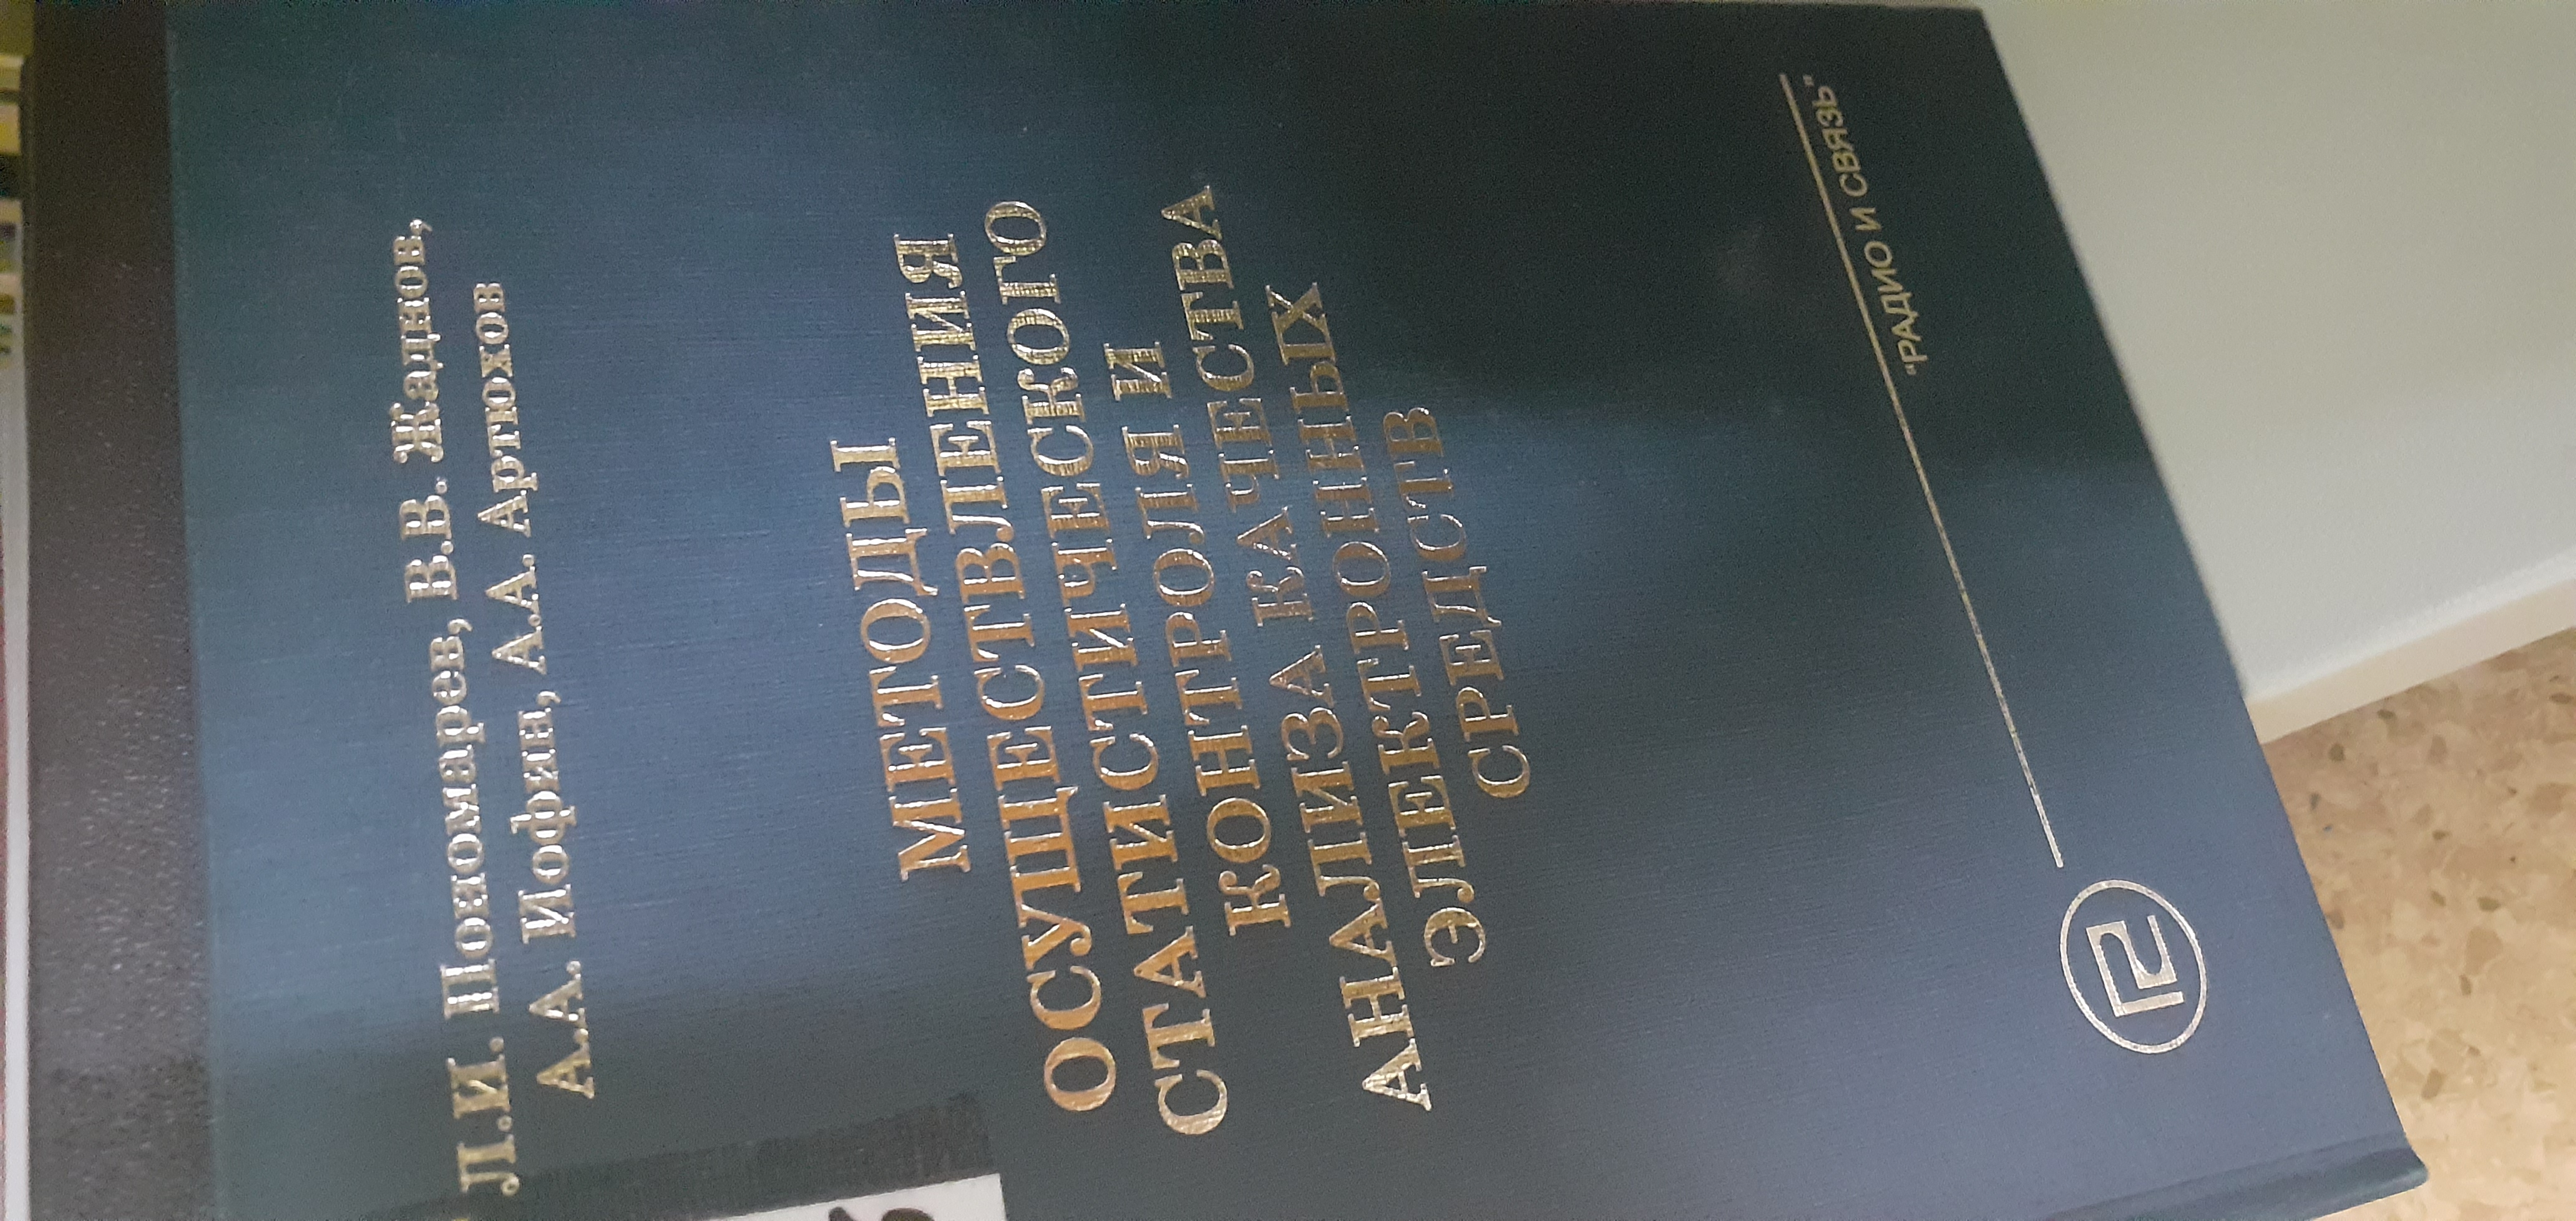 Л.И. Пономарев, В.В. Жаднов,
А.А. Иофин, А.А. Артюхов
МЕТОДЫ
ОСУЩЕСТВЛЕНИЯ
СТАТИСТИЧЕСКОГО
КОНТРОЛЯ И
АНАЛИЗА КАЧЕСТВА
ЭЛЕКТРОННЫХ
СРЕДСТВ
"РАДИО И СВЯЗЬ"